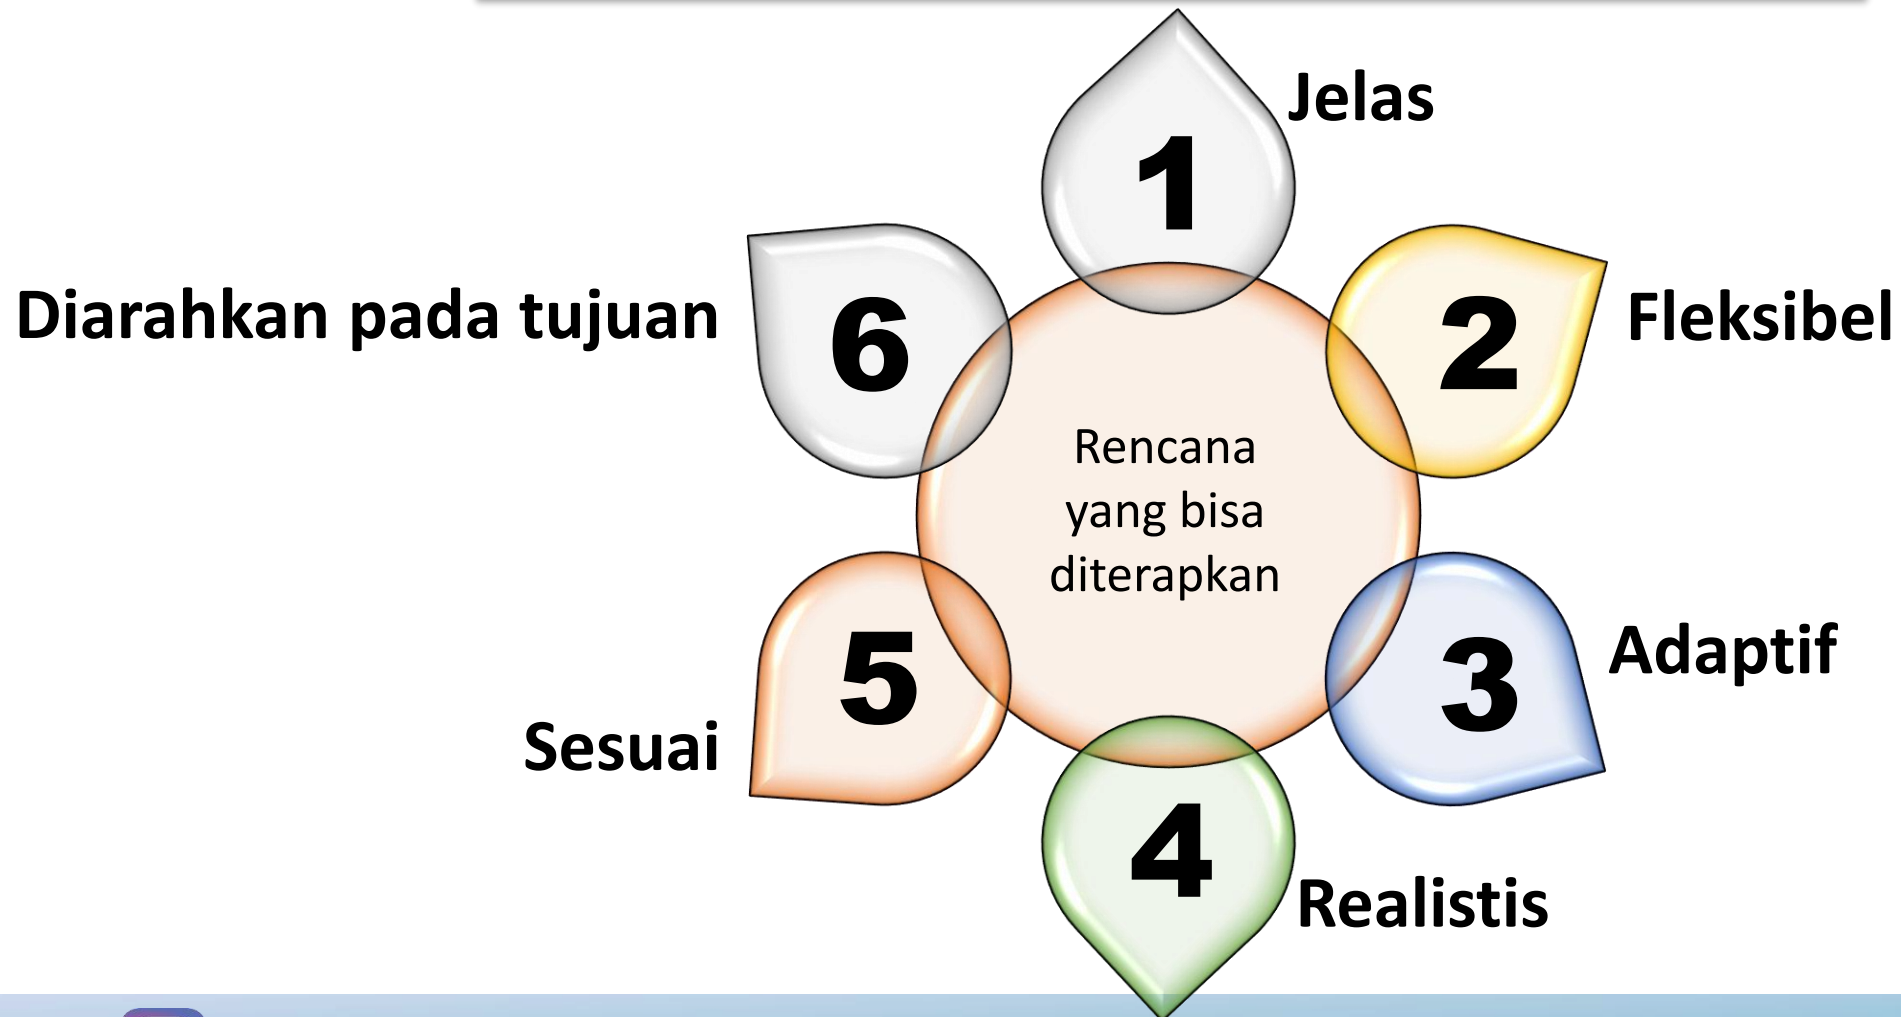 1
Jelas
2
Fleksibel
3
Adaptif
4
Realistis
5
Sesuai
6
Diarahkan pada tujuan
Rencana
yang bisa
diterapkan